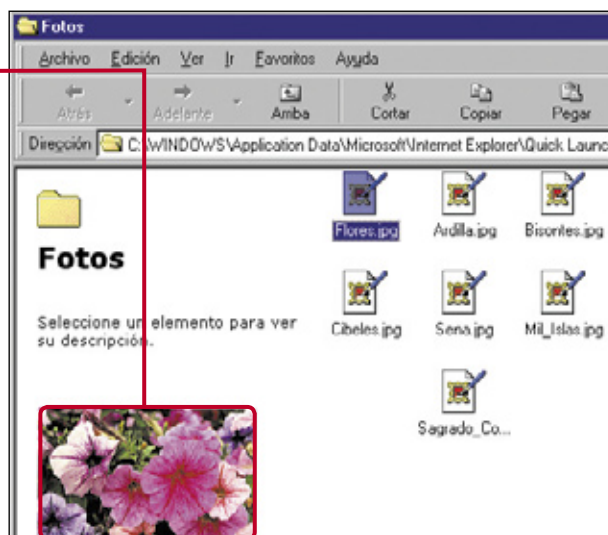 Fotos
Archivo Edición Ver Ir Favoritos Ayuda
Atrás Adelante Arriba Cortar Copiar Pegar
Dirección C:\WINDOWS\Application Data\Microsoft\Internet Explorer\Quick Launc
Fotos
Seleccione un elemento para ver
su descripción.
Flores.jpg Ardilla.jpg Bisontes.jpg
Cibeles.jpg Sena.jpg Mil_Islas.jpg
Sagrado_Co...